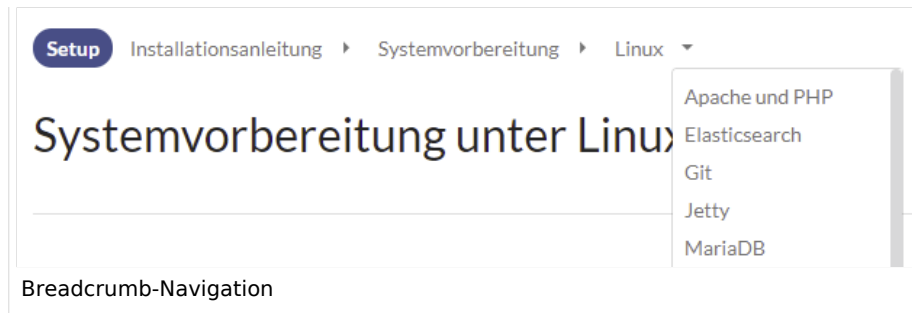 Setup Installationsanleitung Systemvorbereitung Linux
Apache und PHP
Systemvorbereitung unter Linux
Elasticsearch
Git
Jetty
MariaDB
Breadcrumb-Navigation